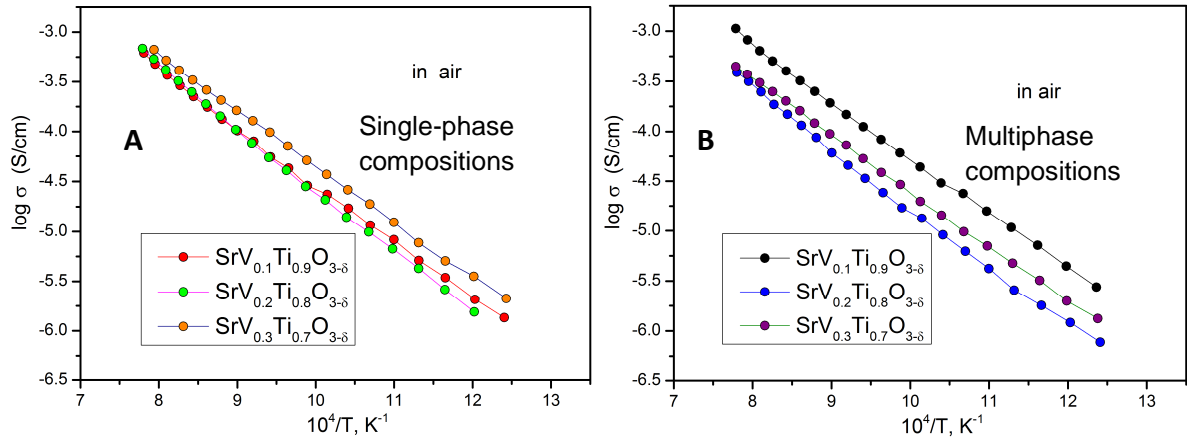 -3.0
-3.5
-4.0
-4.5
-5.0
-5.5
-6.0
-6.5
log σ (S/cm)
A
in air
Single-phase
compositions
SrV0.1Ti0.9O3-δ
SrV0.2Ti0.8O3-δ
SrV0.3Ti0.7O3-δ
7 8 9 10 11 12 13
10^4/T, K^-1
-3.0
-3.5
-4.0
-4.5
-5.0
-5.5
-6.0
-6.5
log σ (S/cm)
B
in air
Multiphase
compositions
SrV0.1Ti0.9O3-δ
SrV0.2Ti0.8O3-δ
SrV0.3Ti0.7O3-δ
7 8 9 10 11 12 13
10^4/T, K^-1